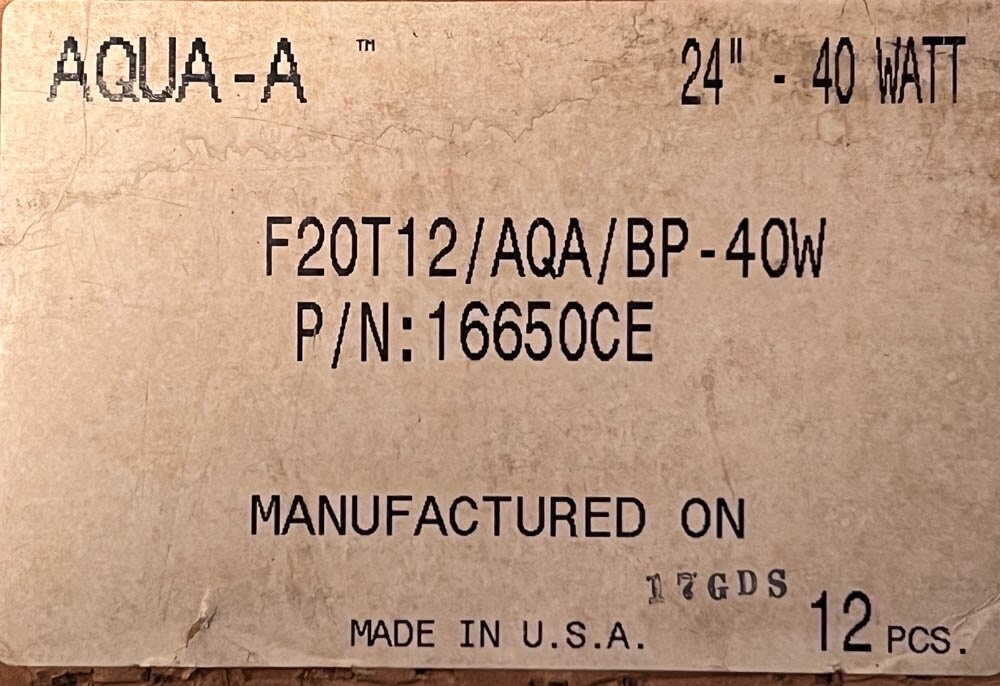 AQUA-A ™ 24" - 40 WATT
F20T12/AQA/BP-40W
P/N:16650CE
MANUFACTURED ON
17GDS
MADE IN U.S.A. 12 PCS.